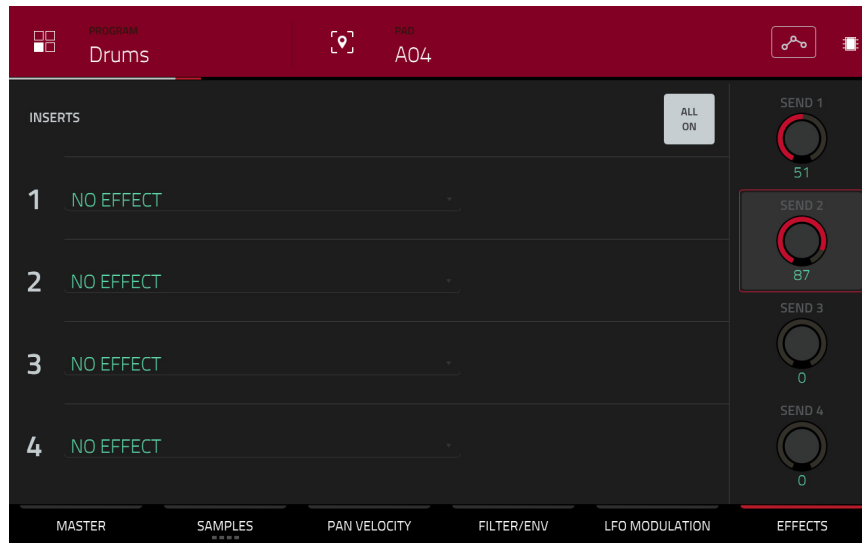 PROGRAM
Drums
PAD
A04
INSERTS
ALL
ON
1 NO EFFECT
2 NO EFFECT
3 NO EFFECT
4 NO EFFECT
SEND 1
51
SEND 2
87
SEND 3
0
SEND 4
0
MASTER SAMPLES PAN VELOCITY FILTER/ENV LFO MODULATION EFFECTS